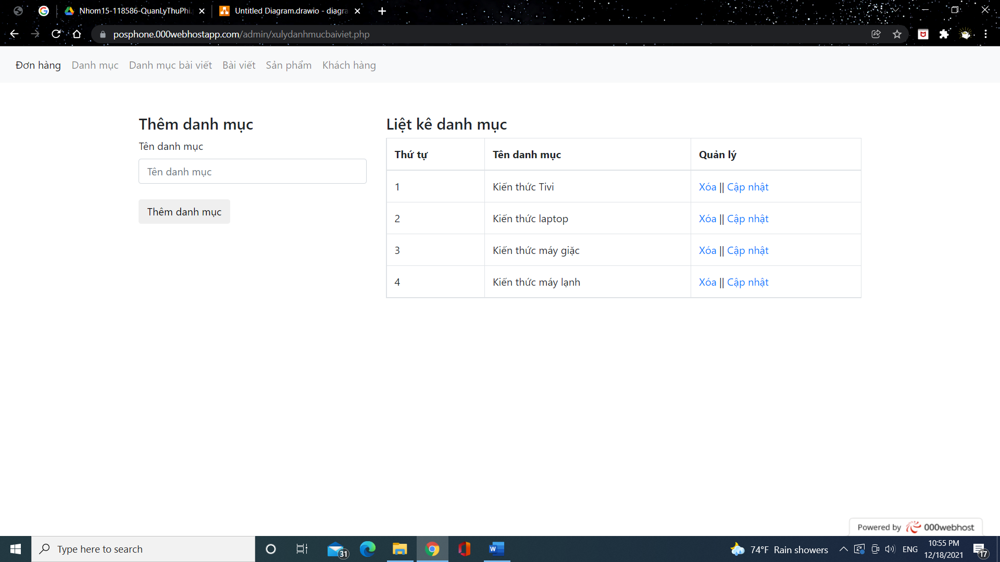 Nhom15-118586-QuanLyThuPhi.
Untitled Diagram.drawio - diagra
posphone.000webhostapp.com/admin/xulydanhmucbaiviet.php
Đơn hàng Danh mục Danh mục bài viết Bài viết Sản phẩm Khách hàng
Thêm danh mục
Tên danh mục
Tên danh mục
Thêm danh mục
Liệt kê danh mục
Thứ tự Tên danh mục Quản lý
1 Kiến thức Tivi Xóa || Cập nhật
2 Kiến thức laptop Xóa || Cập nhật
3 Kiến thức máy giặc Xóa || Cập nhật
4 Kiến thức máy lạnh Xóa || Cập nhật
Powered by 000webhost
Type here to search
31
74°F Rain showers
ENG
10:55 PM
12/18/2021
17